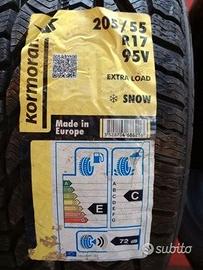 kormoran
205/55
R17
95V
EXTRA LOAD
SNOW
Made in
Europe
A
B
C
D
E
F
G
E
A
B
C
D
E
F
G
C
72 dB
subito